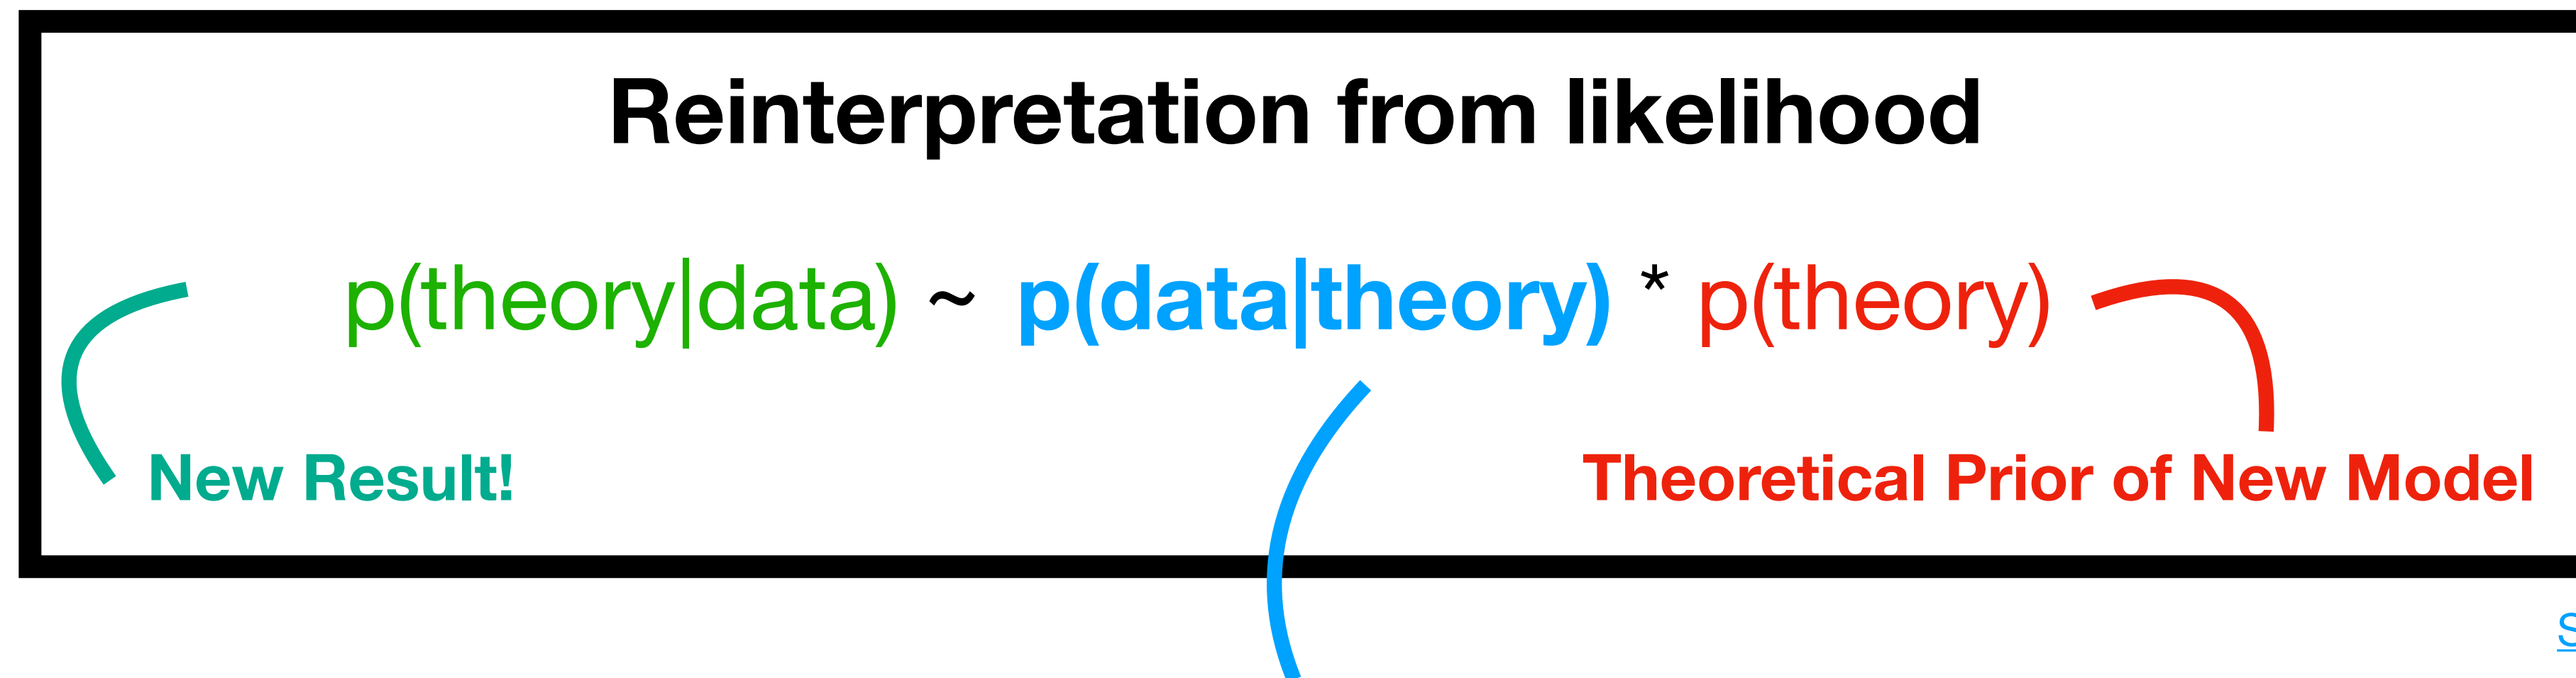 Reinterpretation from likelihood
p(theory|data) ~ p(data|theory) * p(theory)
New Result!
Theoretical Prior of New Model